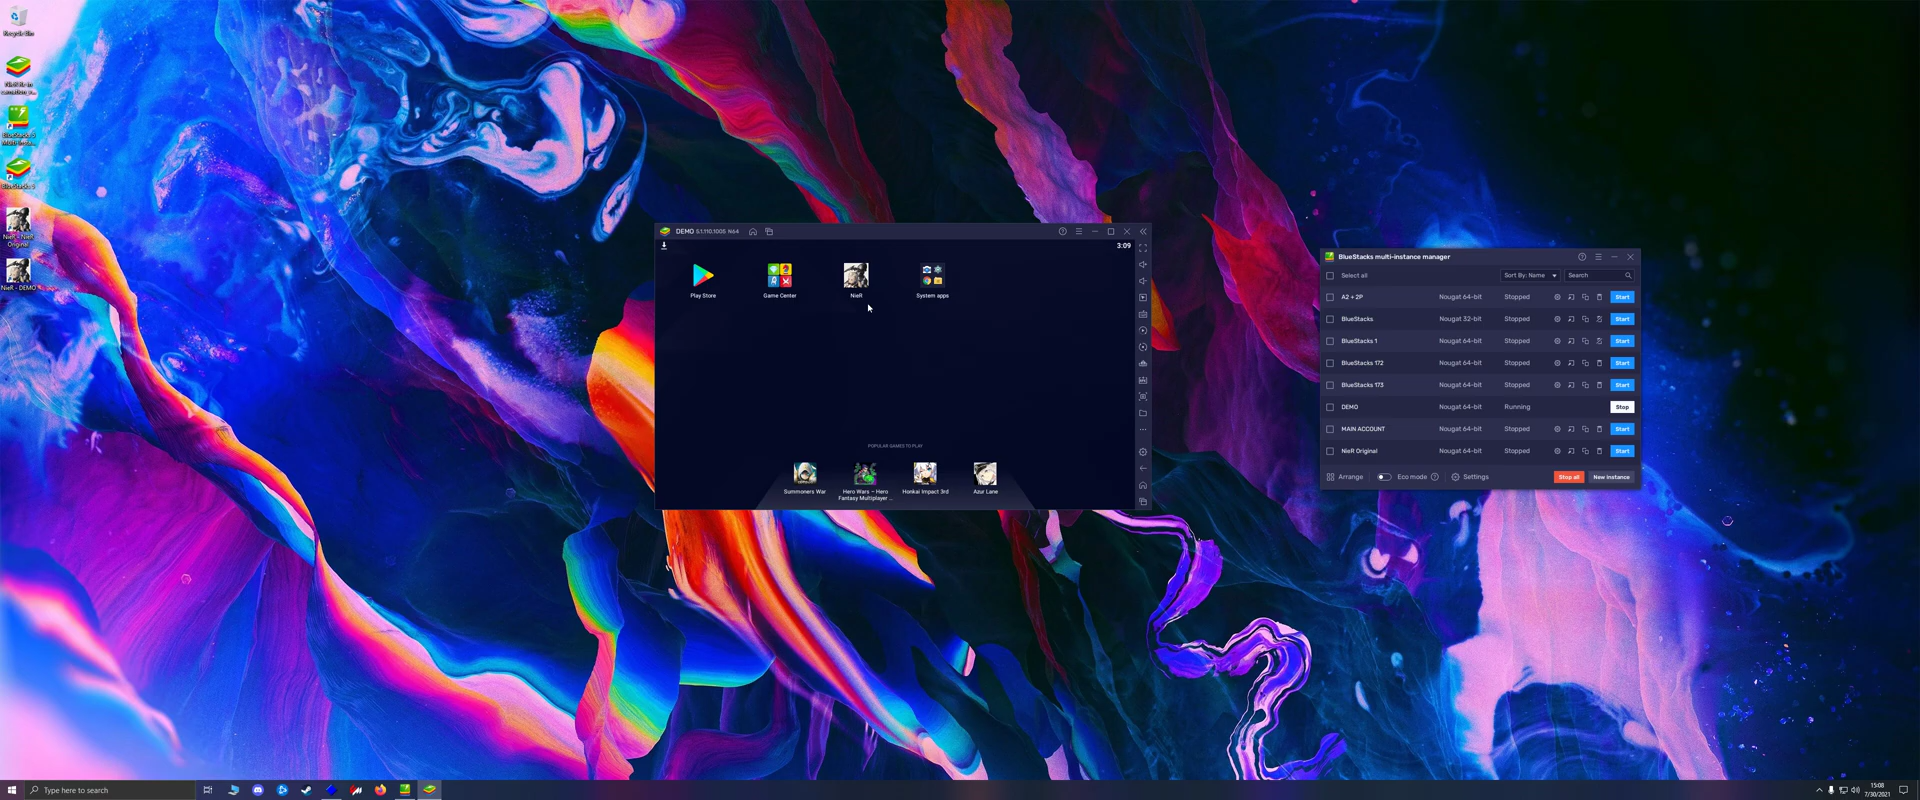 Recycle Bin
NieR - NieR
Original
NieR - DEMO
DEMO 5.1.110.1005 N64
3:09
Play Store
Game Center
NieR
System apps
POPULAR GAMES TO PLAY
Summoners War
Hero Wars – Hero
Fantasy Multiplayer ...
Honkai Impact 3rd
Azur Lane
BlueStacks multi-instance manager
Select all
Sort By: Name
Search
A2 + 2P Nougat 64-bit Stopped Start
BlueStacks Nougat 32-bit Stopped Start
BlueStacks 1 Nougat 64-bit Stopped Start
BlueStacks 172 Nougat 64-bit Stopped Start
BlueStacks 173 Nougat 64-bit Stopped Start
DEMO Nougat 64-bit Running Stop
MAIN ACCOUNT Nougat 64-bit Stopped Start
NieR Original Nougat 64-bit Stopped Start
Arrange Eco mode Settings Stop all New instance
Type here to search
15:08
7/30/2021